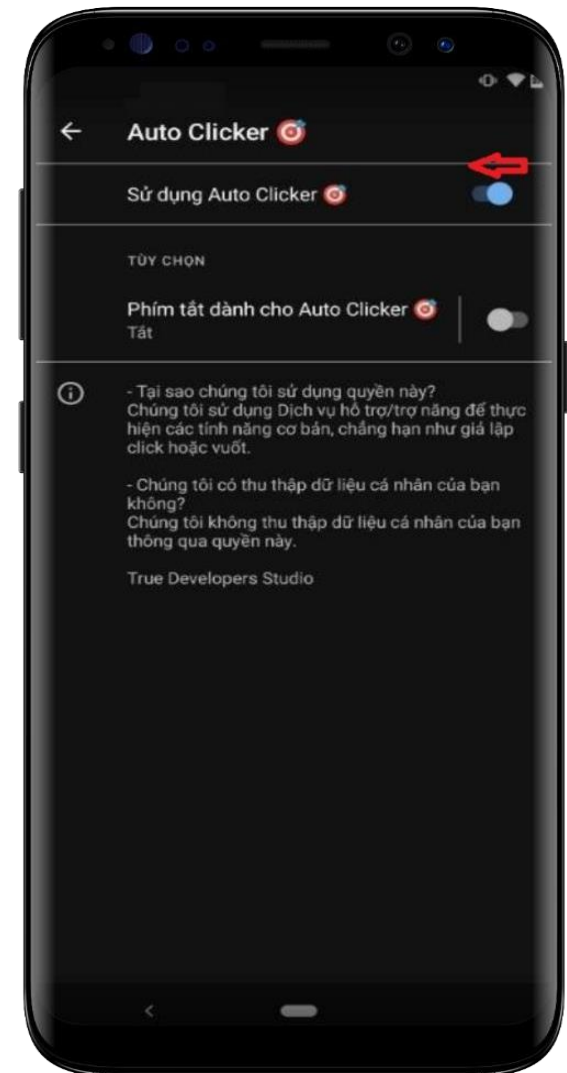 Auto Clicker 🎯
Sử dụng Auto Clicker 🎯
TÙY CHỌN
Phím tắt dành cho Auto Clicker 🎯
Tắt
- Tại sao chúng tôi sử dụng quyền này?
Chúng tôi sử dụng Dịch vụ hỗ trợ/trợ năng để thực
hiện các tính năng cơ bản, chẳng hạn như giả lập
click hoặc vuốt.
- Chúng tôi có thu thập dữ liệu cá nhân của bạn
không?
Chúng tôi không thu thập dữ liệu cá nhân của bạn
thông qua quyền này.
True Developers Studio